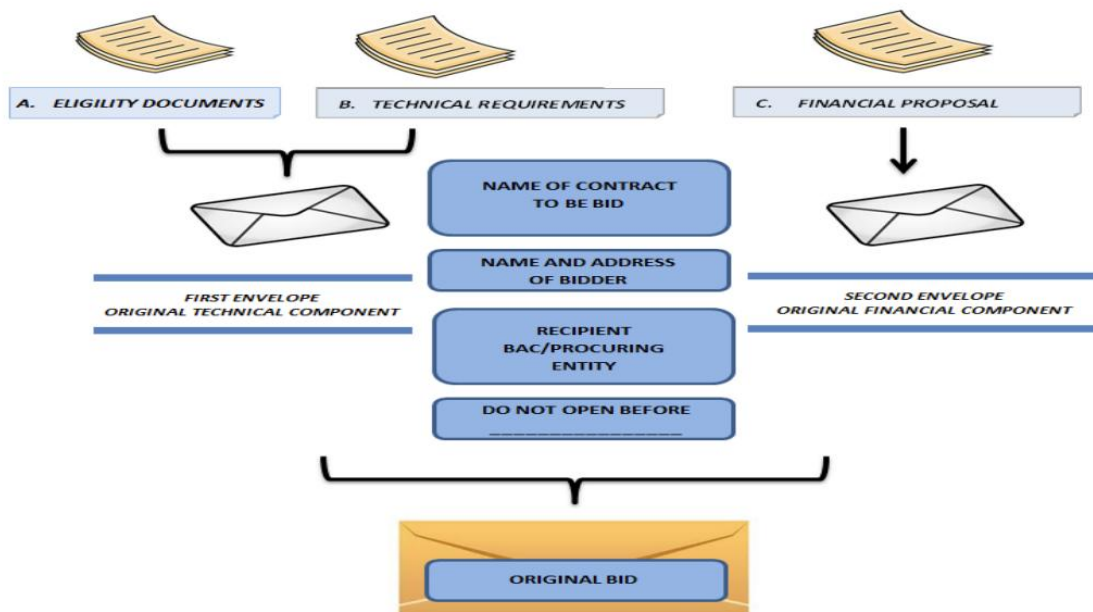 A. ELIGILITY DOCUMENTS
B. TECHNICAL REQUIREMENTS
C. FINANCIAL PROPOSAL
NAME OF CONTRACT
TO BE BID
NAME AND ADDRESS
OF BIDDER
FIRST ENVELOPE
ORIGINAL TECHNICAL COMPONENT
SECOND ENVELOPE
ORIGINAL FINANCIAL COMPONENT
RECIPIENT
BAC/PROCURING
ENTITY
DO NOT OPEN BEFORE
_________________
ORIGINAL BID